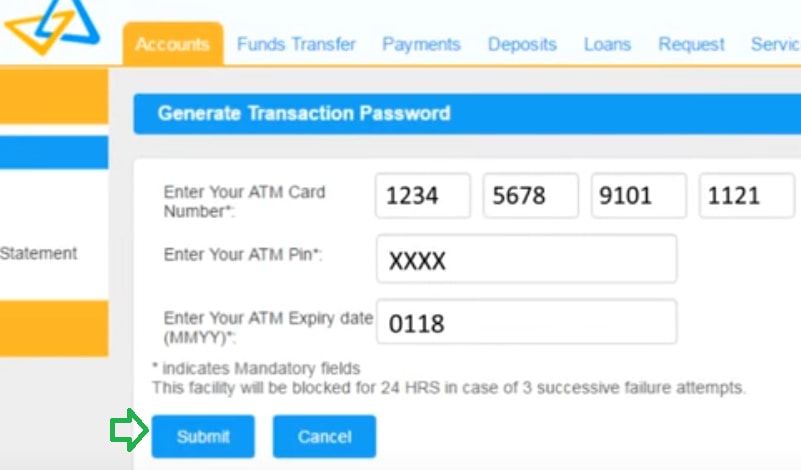 Accounts Funds Transfer Payments Deposits Loans Request Servic
Generate Transaction Password
Enter Your ATM Card 1234 5678 9101 1121
Number*:
Statement
Enter Your ATM Pin*: XXXX
Enter Your ATM Expiry date 0118
(MMYY)*:
* indicates Mandatory fields
This facility will be blocked for 24 HRS in case of 3 successive failure attempts.
Submit Cancel